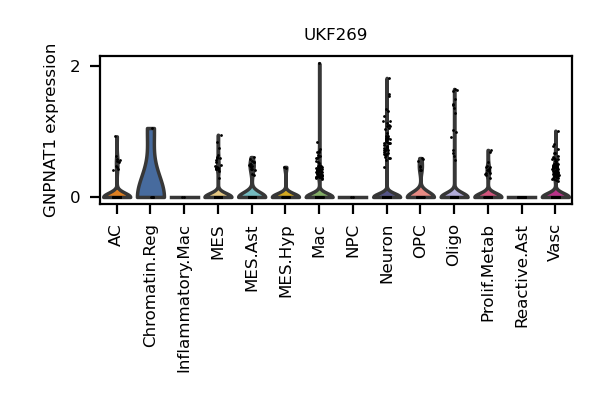 UKF269
GNPNAT1 expression
2
0
AC
Chromatin.Reg
Inflammatory.Mac
MES
MES.Ast
MES.Hyp
Mac
NPC
Neuron
OPC
Oligo
Prolif.Metab
Reactive.Ast
Vasc